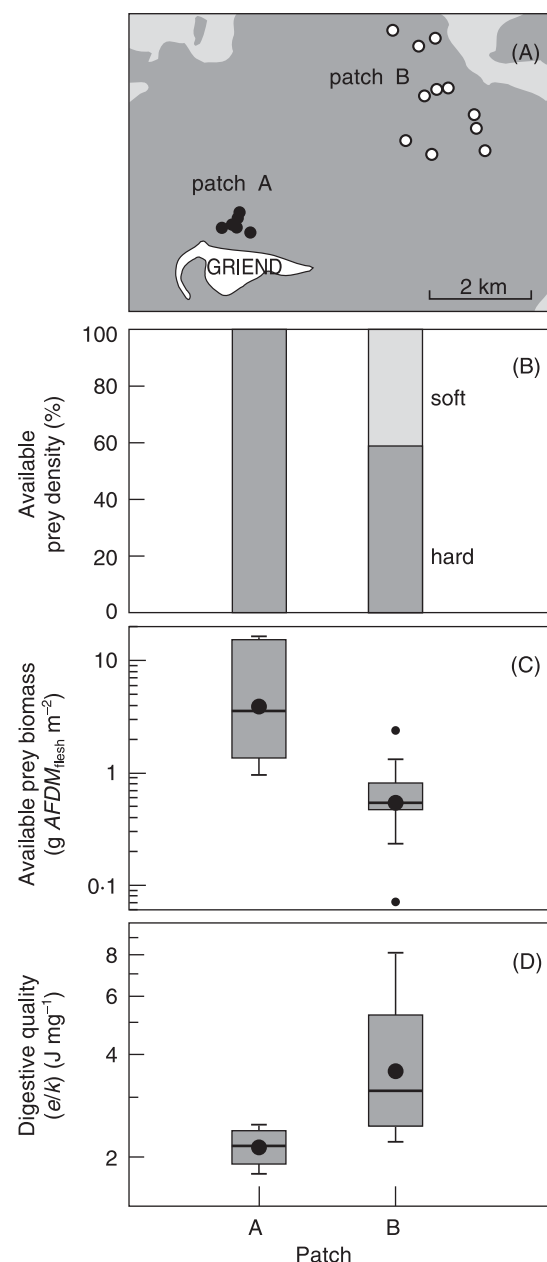 (A)
patch B
patch A
GRIEND
2 km
100
80
60
40
20
0
Available
prey density (%)
(B)
soft
hard
10
1
0·1
Available prey biomass
(g AFDMflesh m−2)
(C)
8
6
4
2
Digestive quality
(e/k) (J mg−1)
(D)
A
B
Patch